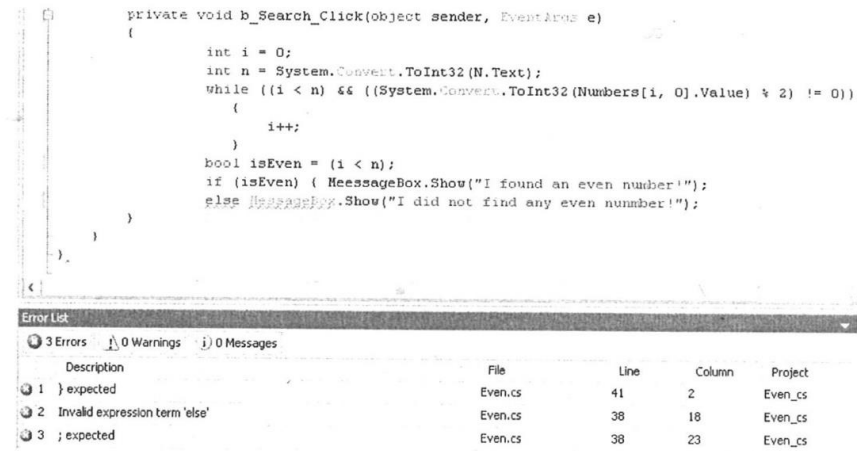 private void b_Search_Click(object sender, EventArgs e)
{
int i = 0;
int n = System.Convert.ToInt32(N.Text);
while ((i < n) && ((System.Convert.ToInt32(Numbers[i, 0].Value) % 2) != 0))
{
i++;
}
bool isEven = (i < n);
if (isEven) { MeessageBox.Show("I found an even number!");
else MessageBox.Show("I did not find any even nunmber!");
}
}
}
Error List
3 Errors 0 Warnings 0 Messages
Description File Line Column Project
1 } expected Even.cs 41 2 Even_cs
2 Invalid expression term 'else' Even.cs 38 18 Even_cs
3 ; expected Even.cs 38 23 Even_cs